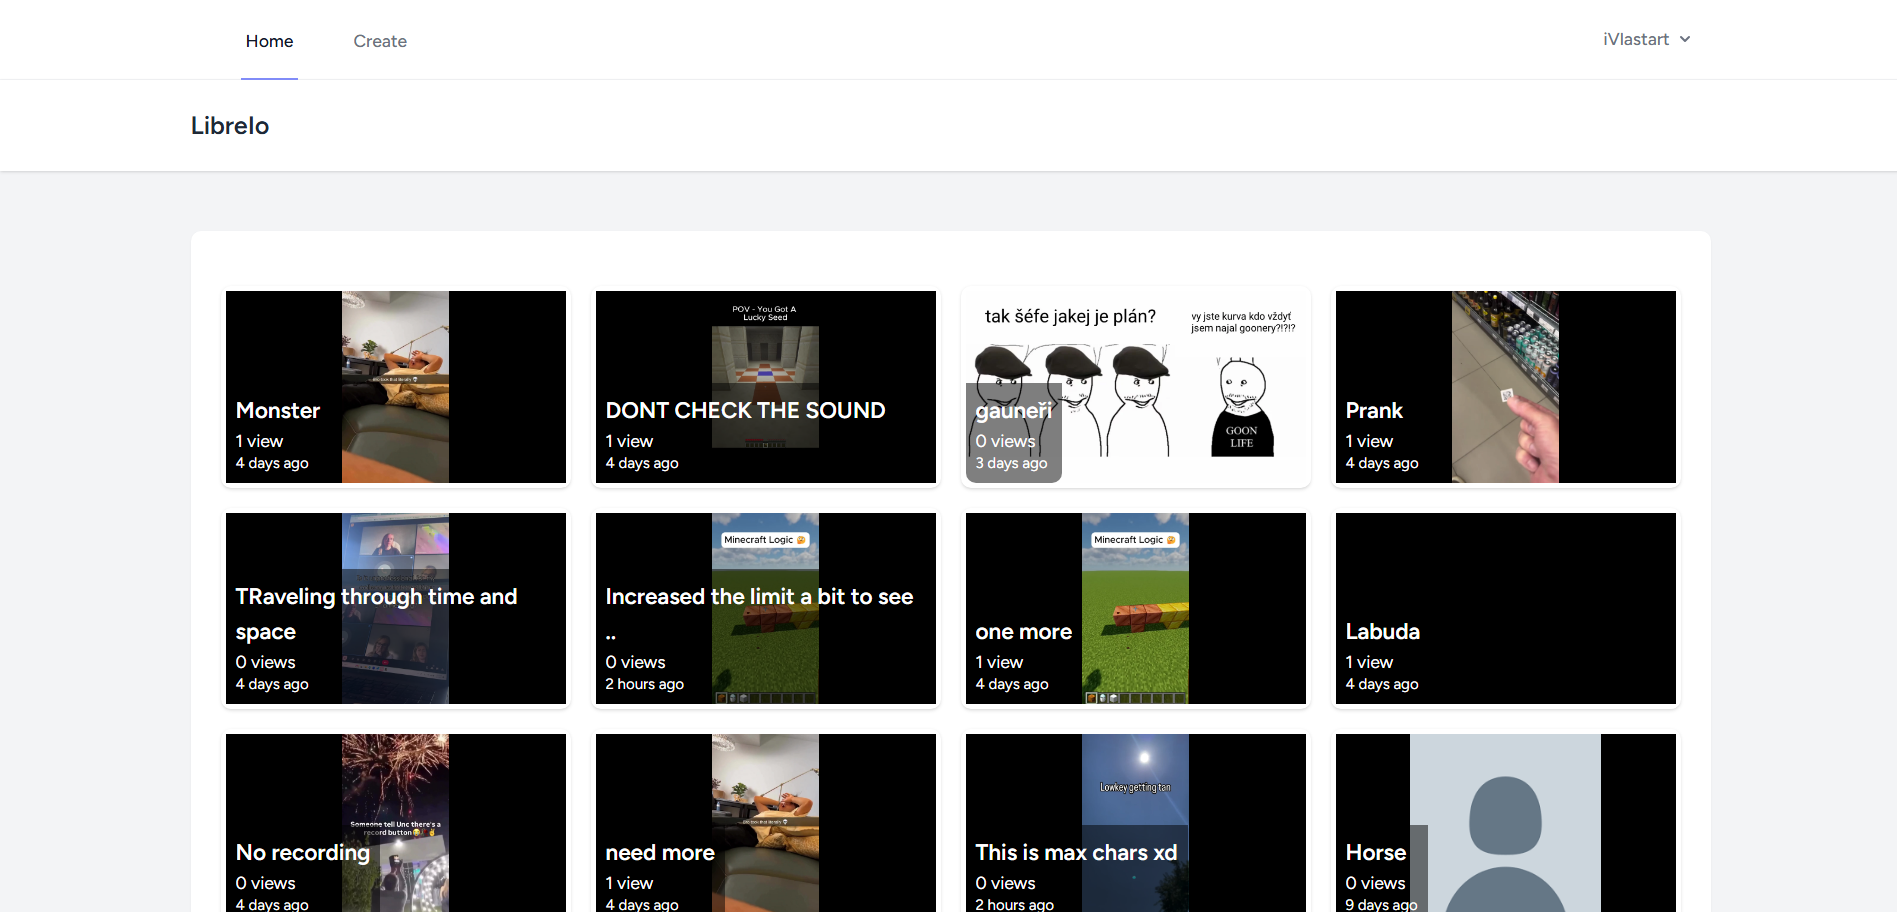 Home
Create
iVlastart
Librelo
Monster
1 view
4 days ago
POV - You Got A
Lucky Seed
DONT CHECK THE SOUND
1 view
4 days ago
tak šéfe jakej je plán?
vy jste kurva kdo vždyť
jsem najal goonery?!?!?
GOON
LIFE
gauneři
0 views
3 days ago
Prank
1 view
4 days ago
TRaveling through time and
space
0 views
4 days ago
Minecraft Logic 🤔
Increased the limit a bit to see
..
0 views
2 hours ago
Minecraft Logic 🤔
one more
1 view
4 days ago
Labuda
1 view
4 days ago
Someone tell Unc there's a
record button
No recording
0 views
4 days ago
need more
1 view
4 days ago
Lowkey getting tan
This is max chars xd
0 views
2 hours ago
Horse
0 views
9 days ago